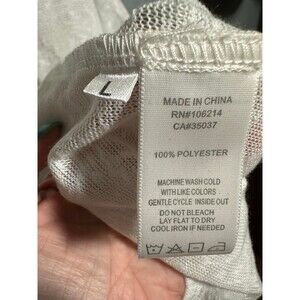 L
MADE IN CHINA
RN#106214
CA#35037
100% POLYESTER
MACHINE WASH COLD
WITH LIKE COLORS
GENTLE CYCLE INSIDE OUT
DO NOT BLEACH
LAY FLAT TO DRY
COOL IRON IF NEEDED